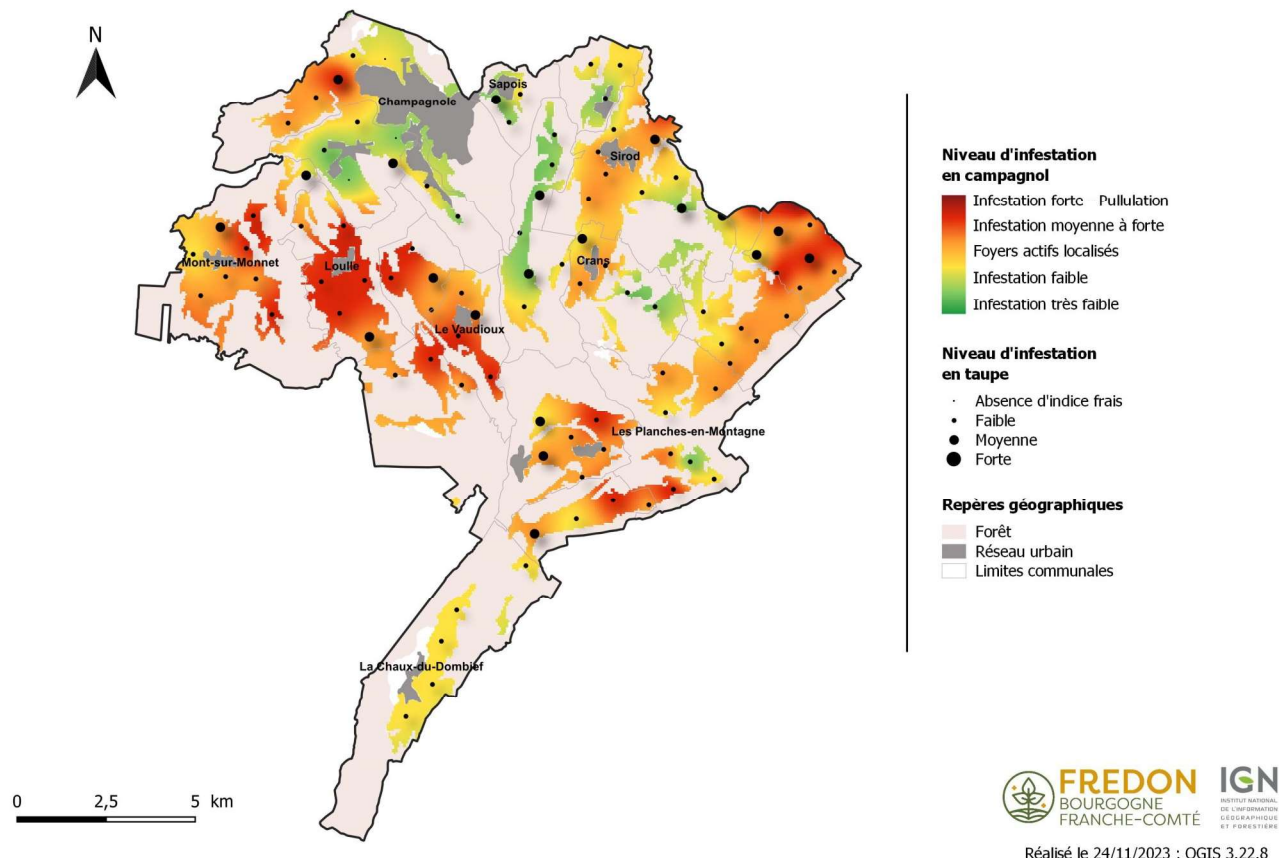 N
Champagnole
Sapois
Sirod
Mont-sur-Monnet
Loulle
Crans
Le Vaudioux
Les Planches-en-Montagne
La Chaux-du-Dombief
0 2,5 5 km
Niveau d'infestation
en campagnol
Infestation forte Pullulation
Infestation moyenne à forte
Foyers actifs localisés
Infestation faible
Infestation très faible
Niveau d'infestation
en taupe
Absence d'indice frais
Faible
Moyenne
Forte
Repères géographiques
Forêt
Réseau urbain
Limites communales
FREDON
BOURGOGNE
FRANCHE-COMTÉ
IGN
INSTITUT NATIONAL
DE L'INFORMATION
GÉOGRAPHIQUE
ET FORESTIÈRE
Réalisé le 24/11/2023 ; QGIS 3.22.8